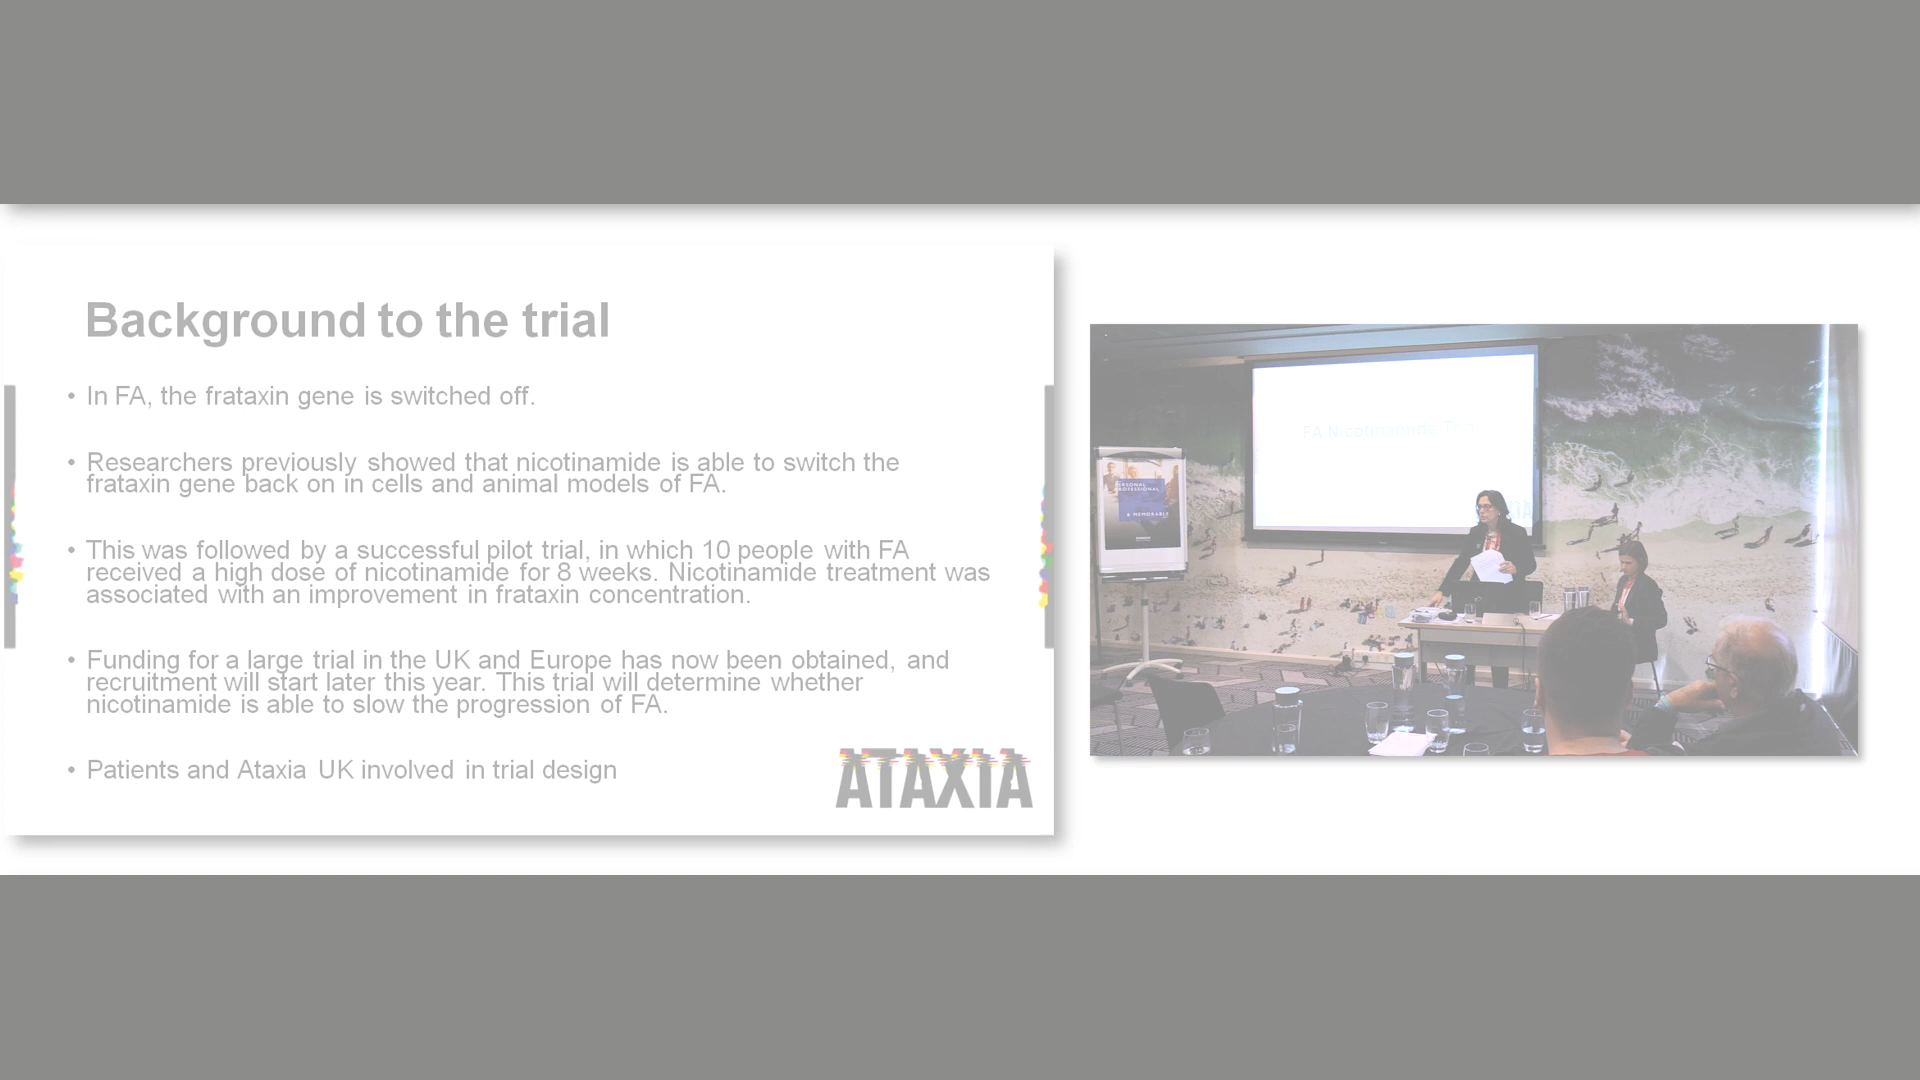 Background to the trial
• In FA, the frataxin gene is switched off.
• Researchers previously showed that nicotinamide is able to switch the
frataxin gene back on in cells and animal models of FA.
• This was followed by a successful pilot trial, in which 10 people with FA
received a high dose of nicotinamide for 8 weeks. Nicotinamide treatment was
associated with an improvement in frataxin concentration.
• Funding for a large trial in the UK and Europe has now been obtained, and
recruitment will start later this year. This trial will determine whether
nicotinamide is able to slow the progression of FA.
• Patients and Ataxia UK involved in trial design
ATAXIA
FA Nicotinamide
PERSONAL
PROFESSIONAL
& MEMORABLE